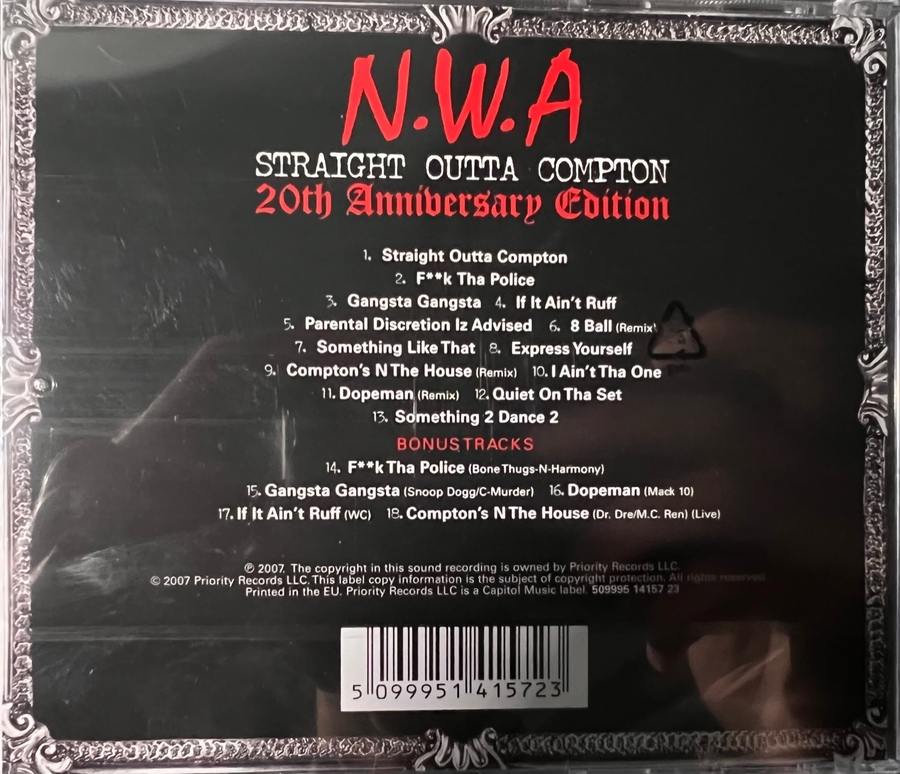 N.W.A
STRAIGHT OUTTA COMPTON
20th Anniversary Edition
1. Straight Outta Compton
2. F**k Tha Police
3. Gangsta Gangsta 4. If It Ain't Ruff
5. Parental Discretion Iz Advised 6. 8 Ball (Remix)
7. Something Like That 8. Express Yourself
9. Compton's N The House (Remix) 10. I Ain't Tha One
11. Dopeman (Remix) 12. Quiet On Tha Set
13. Something 2 Dance 2
BONUS TRACKS
14. F**k Tha Police (Bone Thugs-N-Harmony)
15. Gangsta Gangsta (Snoop Dogg/C-Murder) 16. Dopeman (Mack 10)
17. If It Ain't Ruff (WC) 18. Compton's N The House (Dr. Dre/M.C. Ren) (Live)
℗ 2007. The copyright in this sound recording is owned by Priority Records LLC.
© 2007 Priority Records LLC. This label copy information is the subject of copyright protection. All rights reserved.
Printed in the EU. Priority Records LLC is a Capitol Music label. 509995 14157 23
5 099951 415723